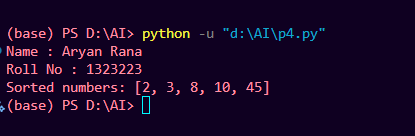 (base) PS D:\AI> python -u "d:\AI\p4.py"
Name : Aryan Rana
Roll No : 1323223
Sorted numbers: [2, 3, 8, 10, 45]
(base) PS D:\AI>